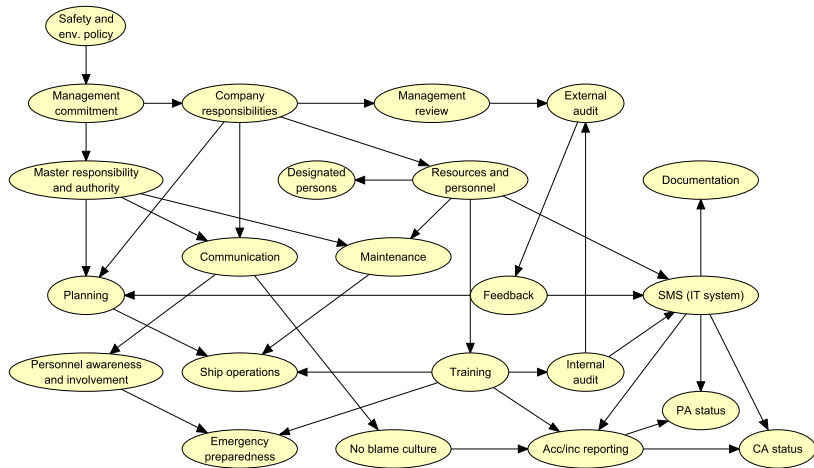 Safety and
env. policy
Management
commitment
Company
responsibilities
Management
review
External
audit
Master responsibility
and authority
Designated
persons
Resources and
personnel
Documentation
Communication
Maintenance
Planning
Feedback
SMS (IT system)
Personnel awareness
and involvement
Ship operations
Training
Internal
audit
PA status
Emergency
preparedness
No blame culture
Acc/inc reporting
CA status